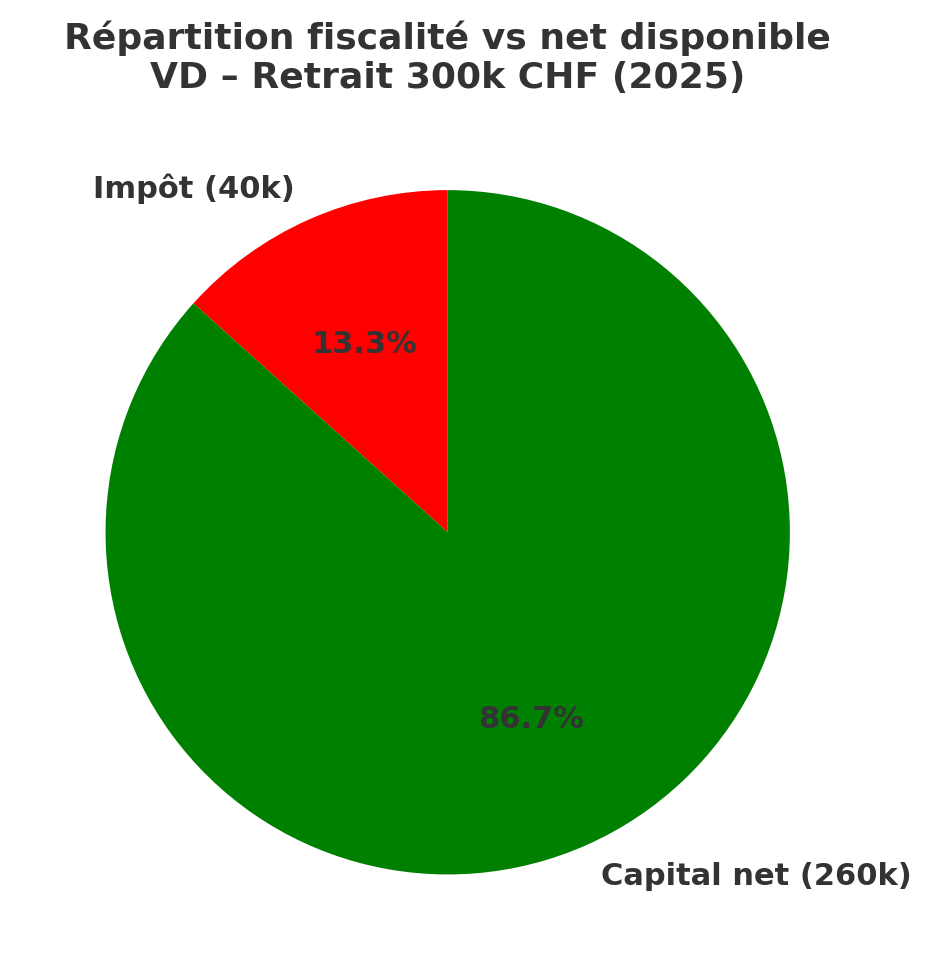 Répartition fiscalité vs net disponible
VD – Retrait 300k CHF (2025)
Impôt (40k)
13.3%
86.7%
Capital net (260k)